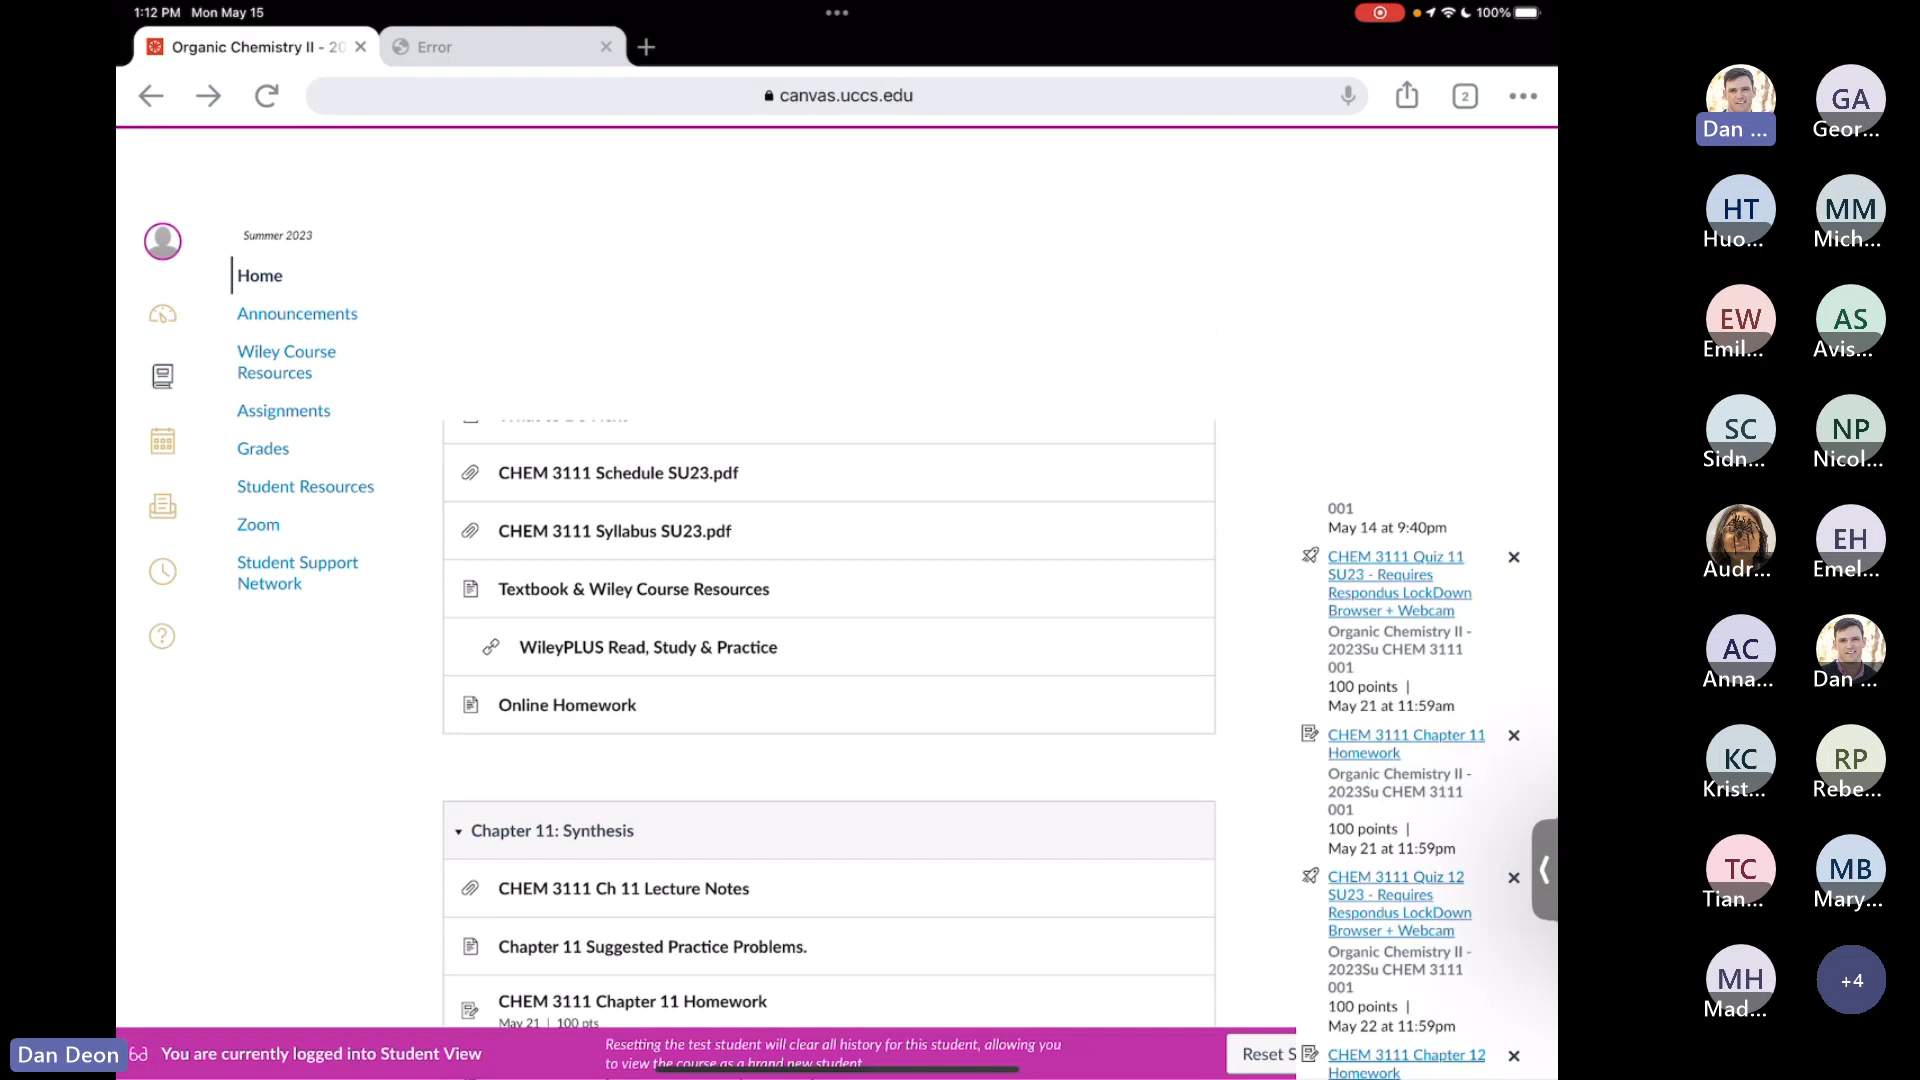 1:12 PM Mon May 15
100%
Organic Chemistry II - 20
Error
canvas.uccs.edu
2
Summer 2023
Home
Announcements
Wiley Course
Resources
Assignments
Grades
Student Resources
Zoom
Student Support
Network
CHEM 3111 Schedule SU23.pdf
CHEM 3111 Syllabus SU23.pdf
Textbook & Wiley Course Resources
WileyPLUS Read, Study & Practice
Online Homework
Chapter 11: Synthesis
CHEM 3111 Ch 11 Lecture Notes
Chapter 11 Suggested Practice Problems.
CHEM 3111 Chapter 11 Homework
May 21 | 100 pts
001
May 14 at 9:40pm
CHEM 3111 Quiz 11
SU23 - Requires
Respondus LockDown
Browser + Webcam
Organic Chemistry II -
2023Su CHEM 3111
001
100 points |
May 21 at 11:59am
CHEM 3111 Chapter 11
Homework
Organic Chemistry II -
2023Su CHEM 3111
001
100 points |
May 21 at 11:59pm
CHEM 3111 Quiz 12
SU23 - Requires
Respondus LockDown
Browser + Webcam
Organic Chemistry II -
2023Su CHEM 3111
001
100 points |
May 22 at 11:59pm
CHEM 3111 Chapter 12
Homework
Dan Deon
You are currently logged into Student View
Resetting the test student will clear all history for this student, allowing you
to view the course as a brand new student.
Reset S
Dan ...
GA
Geor...
HT
Huo...
MM
Mich...
EW
Emil...
AS
Avis...
SC
Sidn...
NP
Nicol...
Audr...
EH
Emel...
AC
Anna...
Dan ...
KC
Krist...
RP
Rebe...
TC
Tian...
MB
Mary...
MH
Mad...
+4